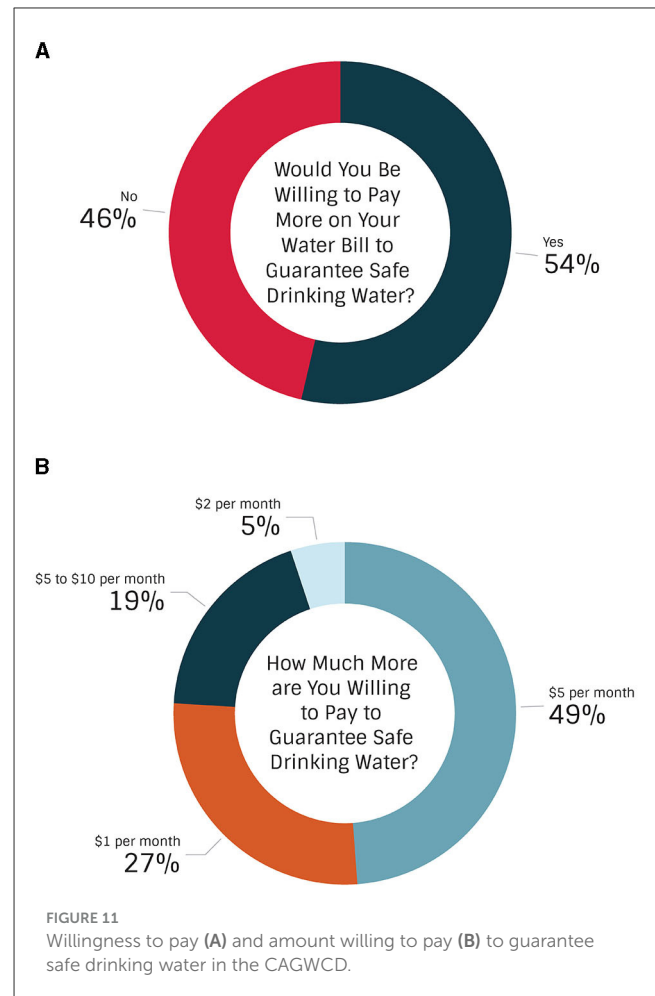 A
Would You Be
Willing to Pay
More on Your
Water Bill to
Guarantee Safe
Drinking Water?
No
46%
Yes
54%
B
$2 per month
5%
$5 to $10 per month
19%
How Much More
are You Willing
to Pay to
Guarantee Safe
Drinking Water?
$5 per month
49%
$1 per month
27%
FIGURE 11
Willingness to pay (A) and amount willing to pay (B) to guarantee
safe drinking water in the CAGWCD.